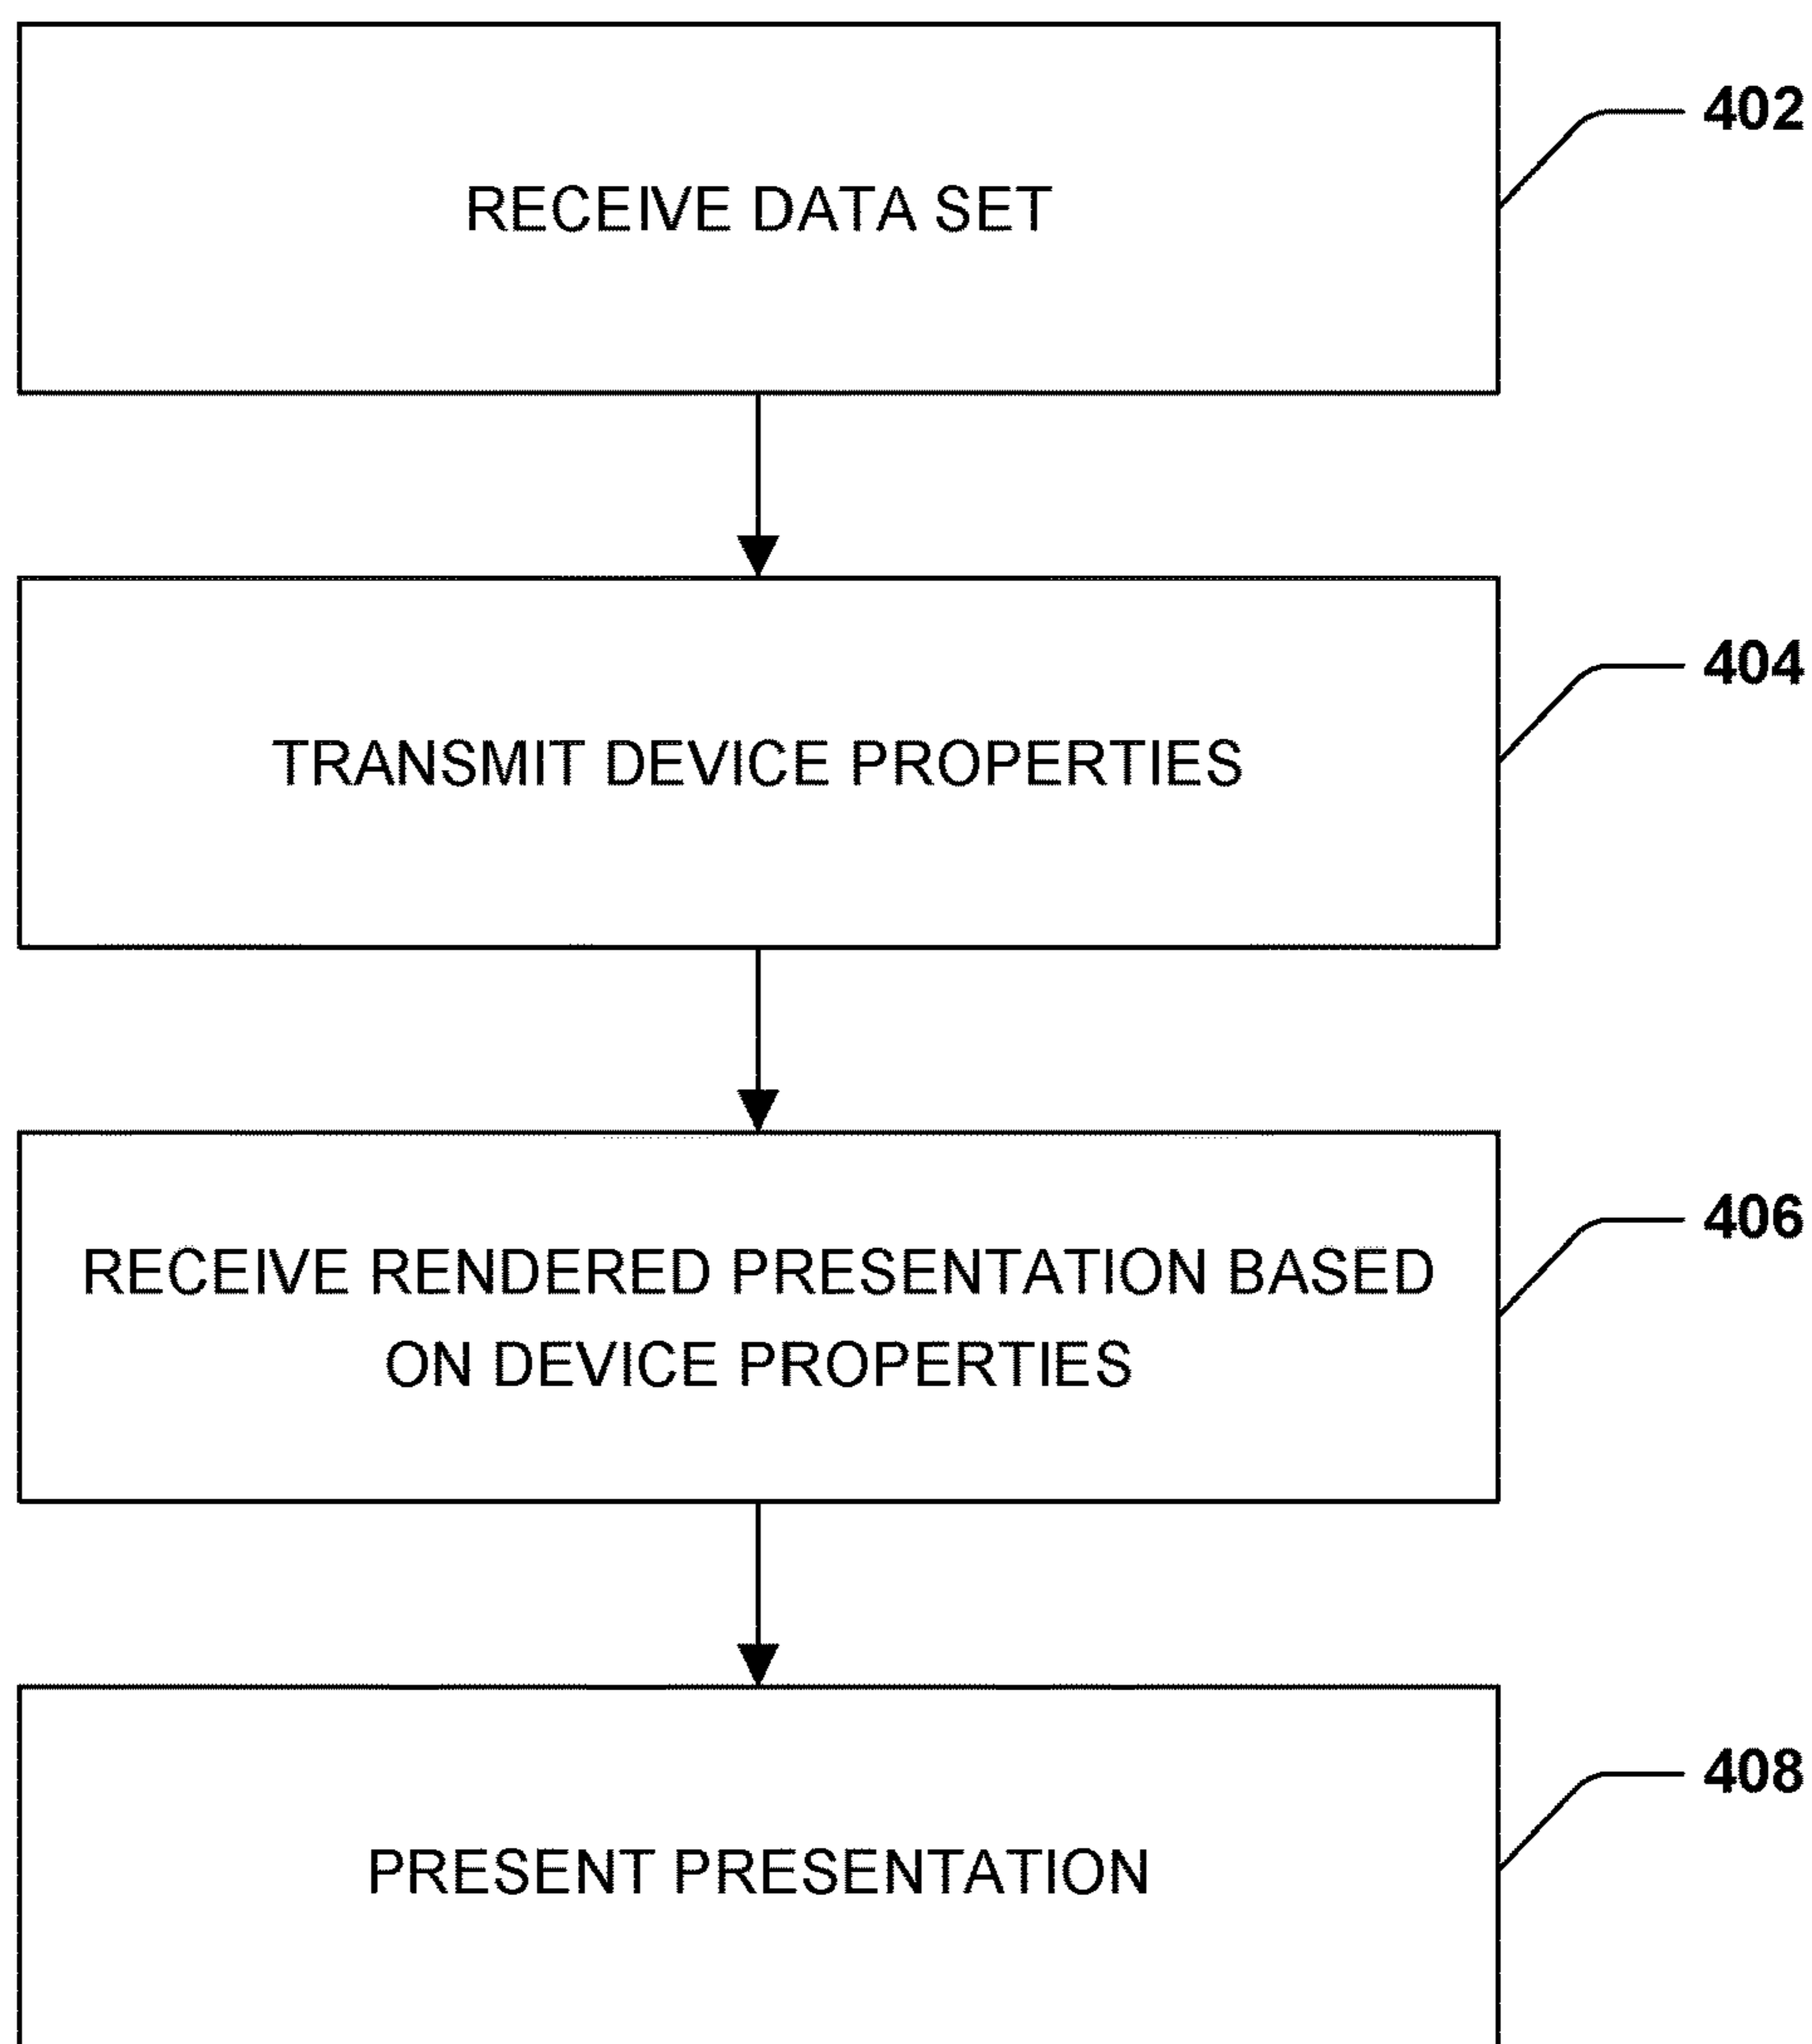 402
RECEIVE DATA SET
404
TRANSMIT DEVICE PROPERTIES
406
RECEIVE RENDERED PRESENTATION BASED
ON DEVICE PROPERTIES
408
PRESENT PRESENTATION